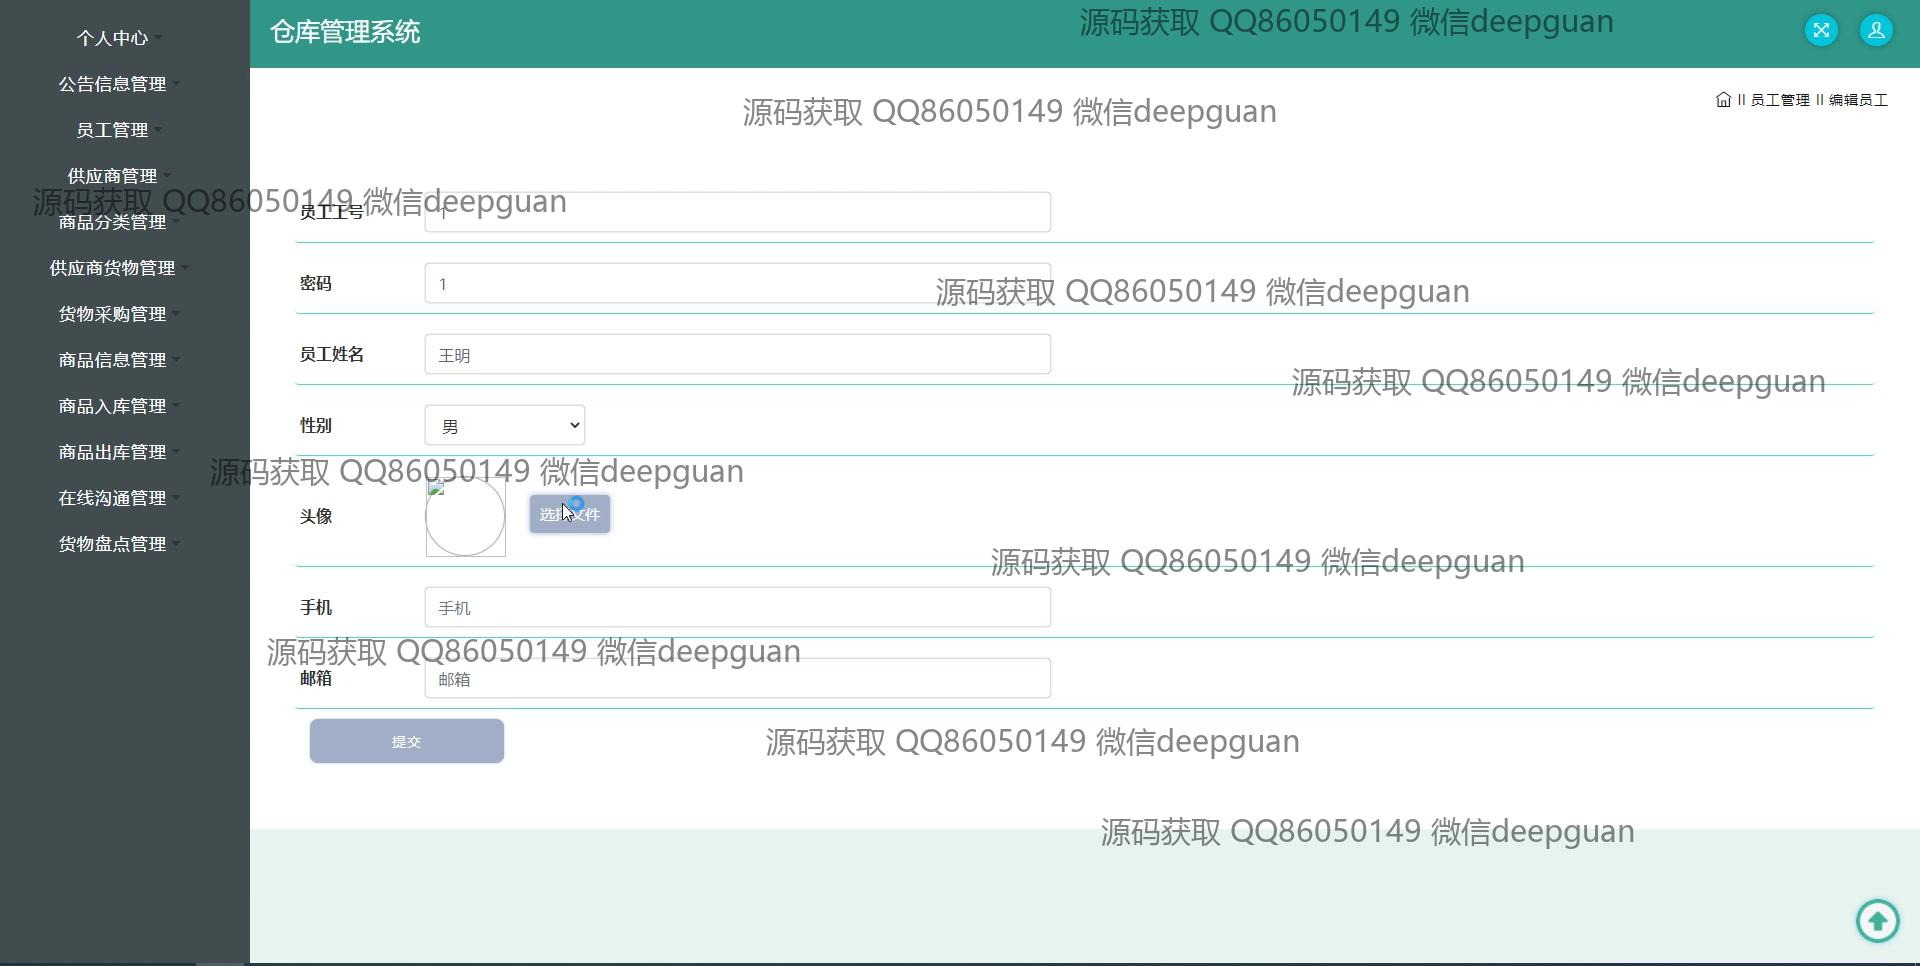 仓库管理系统
源码获取 QQ86050149 微信deepguan
个人中心
公告信息管理
员工管理
供应商管理
商品分类管理
供应商货物管理
货物采购管理
商品信息管理
商品入库管理
商品出库管理
在线沟通管理
货物盘点管理
源码获取 QQ86050149 微信deepguan
\\ 员工管理 \\ 编辑员工
源码获取 QQ86050149 微信deepguan
员工工号 1
密码 1
源码获取 QQ86050149 微信deepguan
员工姓名 王明
源码获取 QQ86050149 微信deepguan
性别 男
源码获取 QQ86050149 微信deepguan
头像 选择文件
源码获取 QQ86050149 微信deepguan
手机 手机
源码获取 QQ86050149 微信deepguan
邮箱 邮箱
提交
源码获取 QQ86050149 微信deepguan
源码获取 QQ86050149 微信deepguan